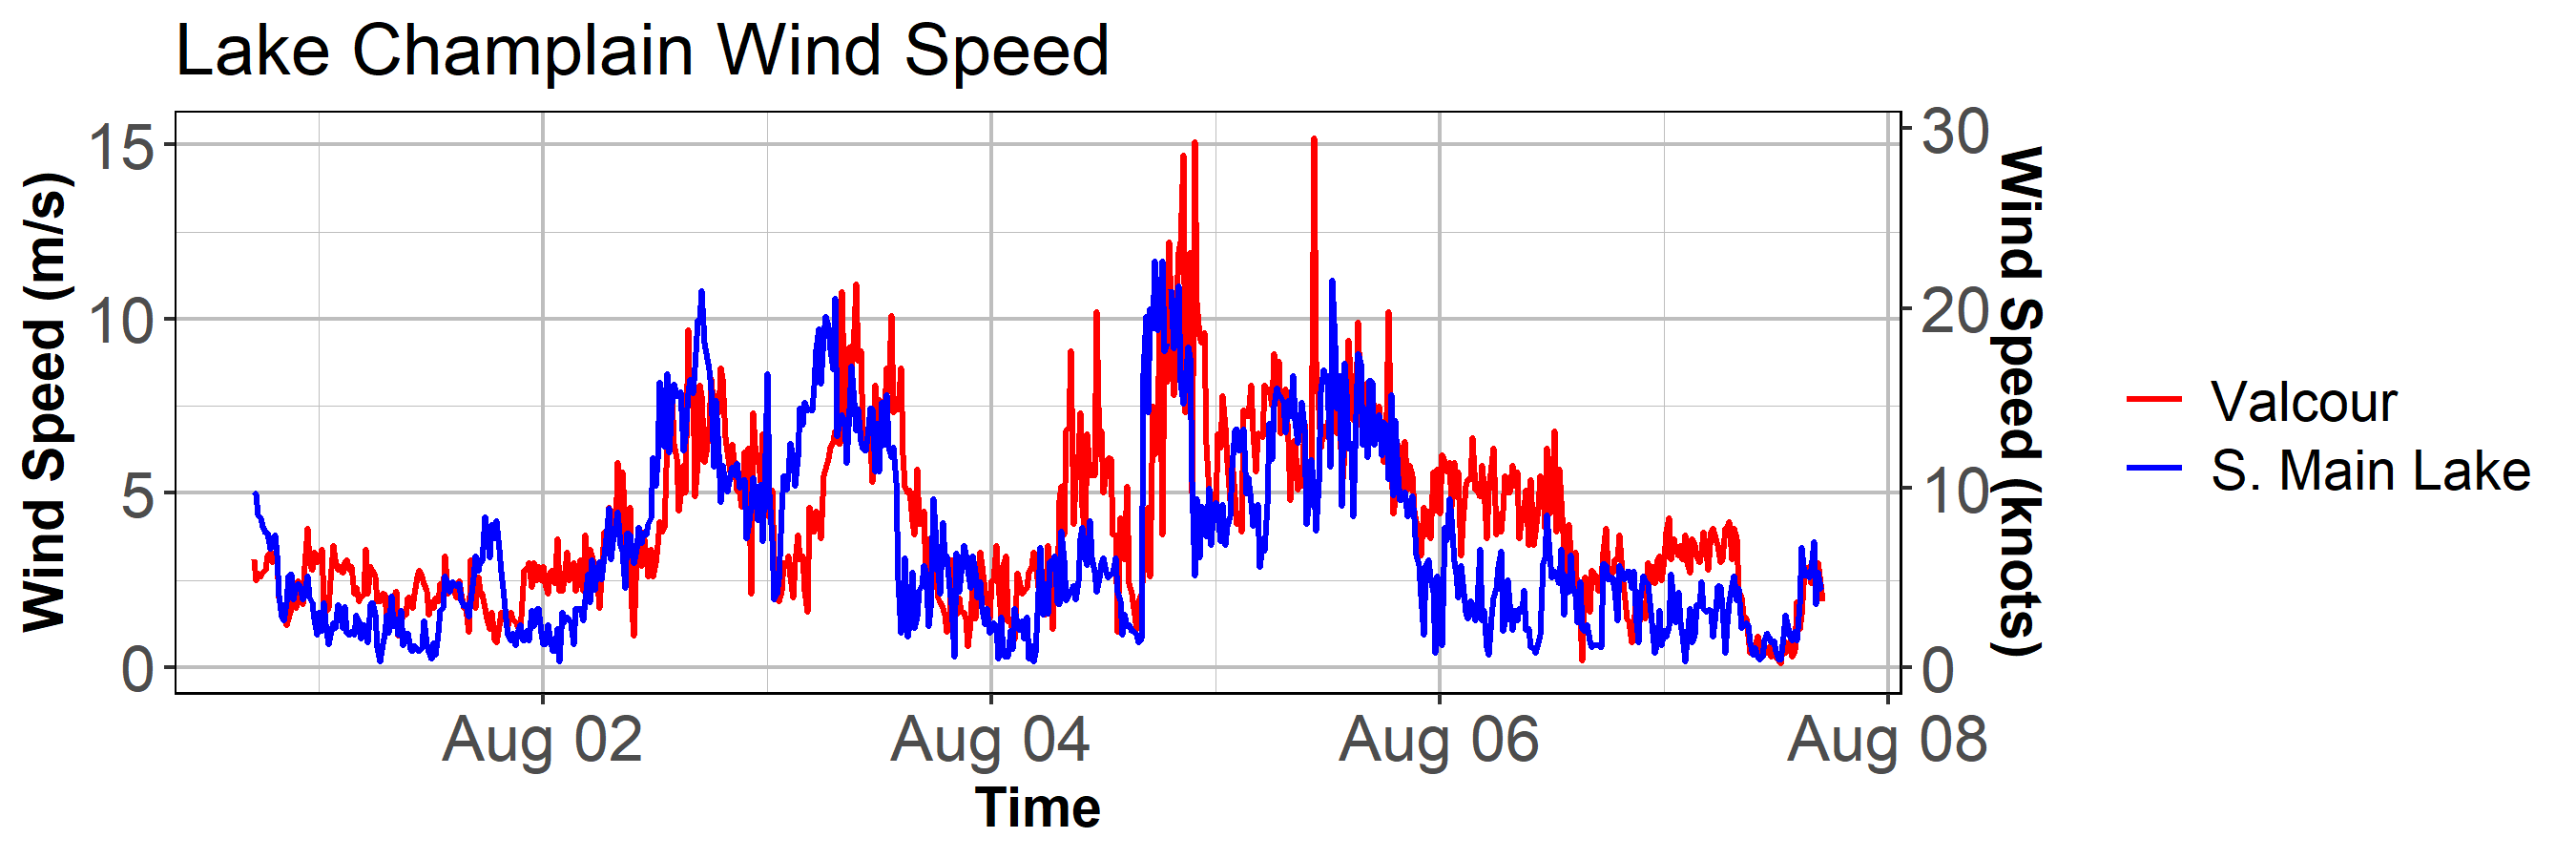 Lake Champlain Wind Speed
Wind Speed (m/s)
15
10
5
0
30
20
10
0
Wind Speed (knots)
Aug 02
Aug 04
Aug 06
Aug 08
Time
Valcour
S. Main Lake